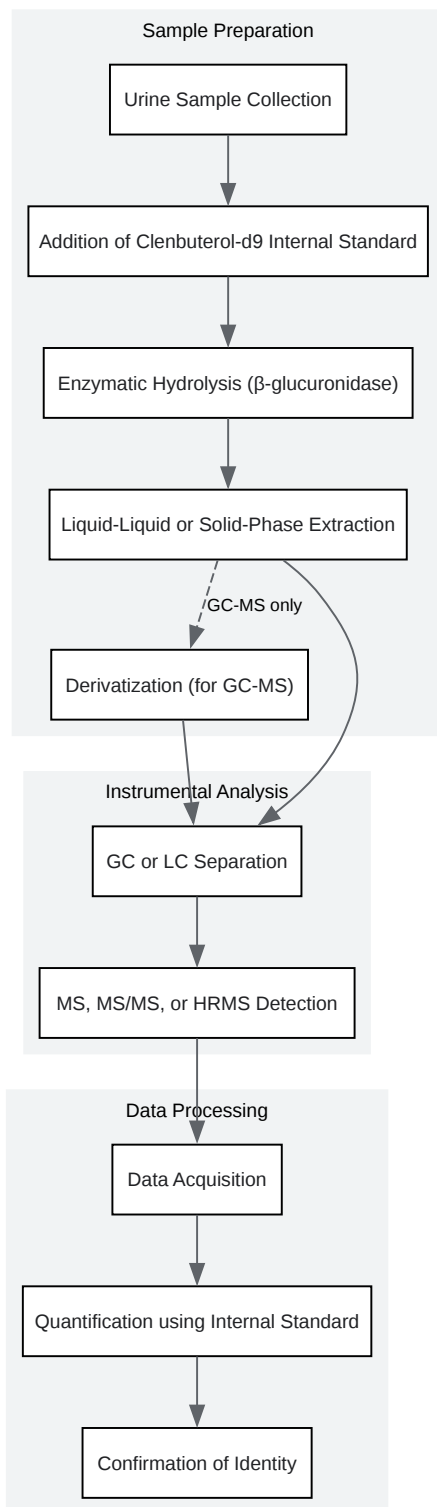 Sample Preparation
Urine Sample Collection
Addition of Clenbuterol-d9 Internal Standard
Enzymatic Hydrolysis (β-glucuronidase)
Liquid-Liquid or Solid-Phase Extraction
GC-MS only
Derivatization (for GC-MS)
Instrumental Analysis
GC or LC Separation
MS, MS/MS, or HRMS Detection
Data Processing
Data Acquisition
Quantification using Internal Standard
Confirmation of Identity